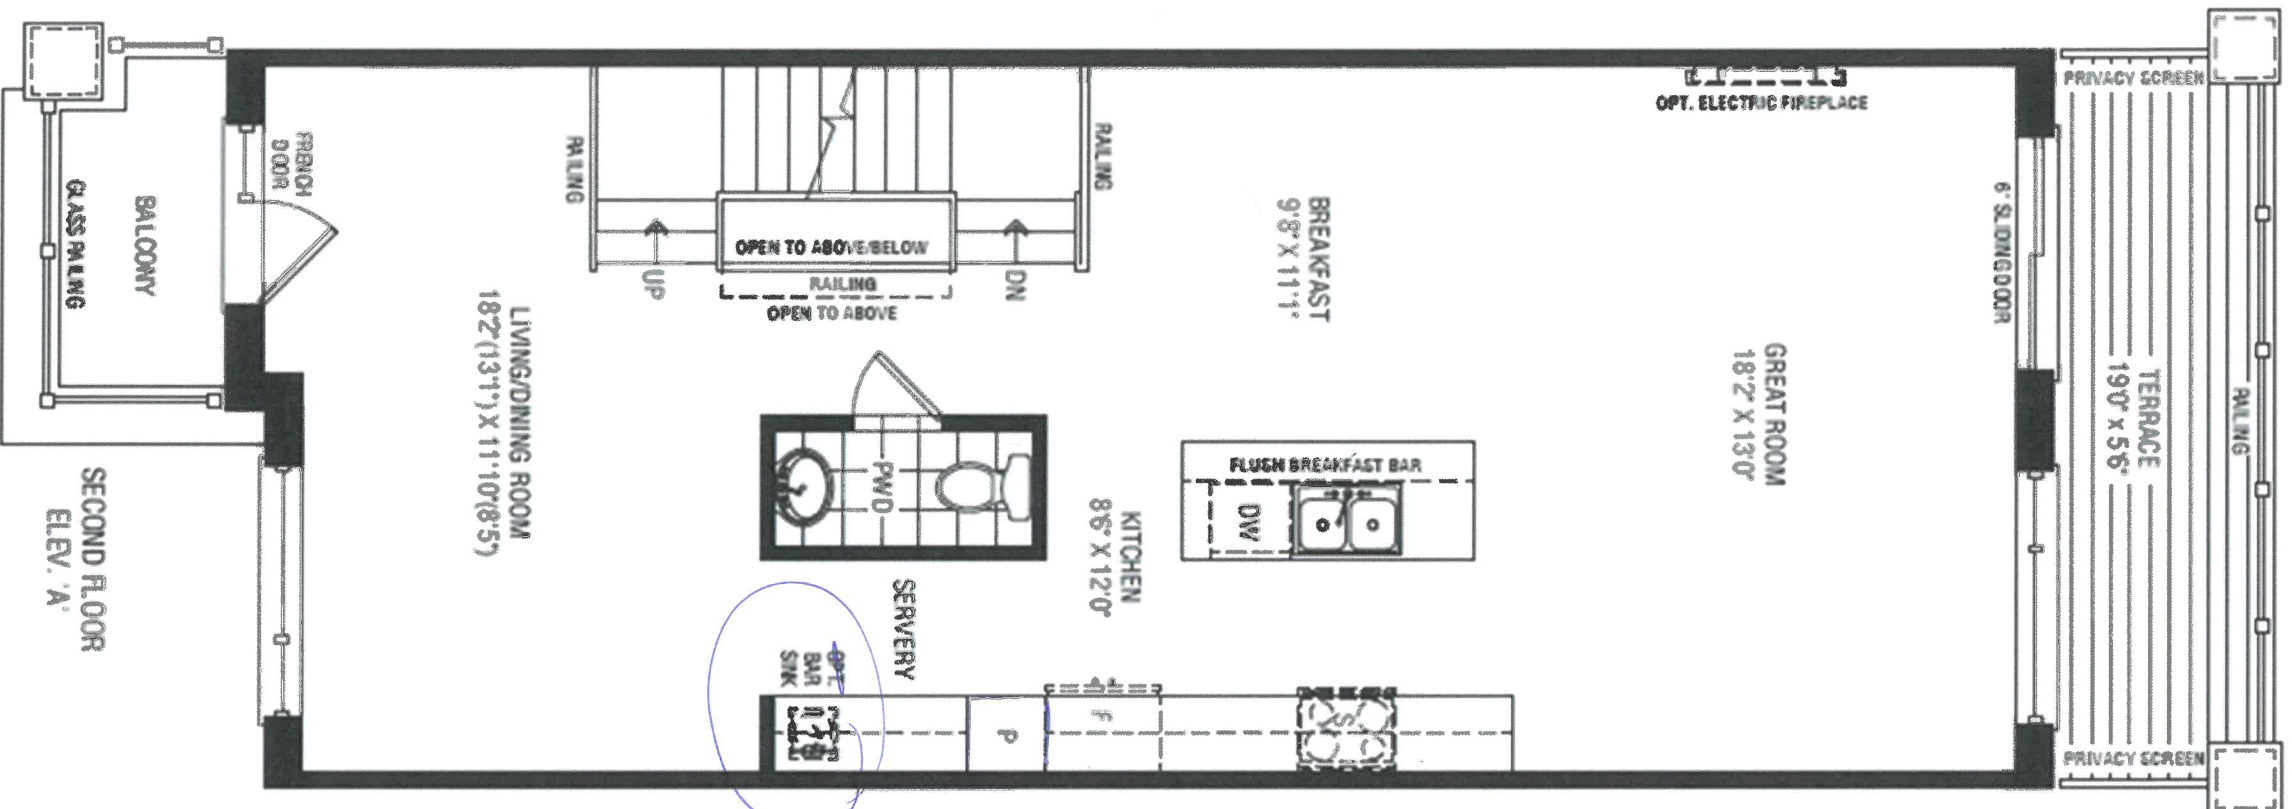 PRIVACY SCREEN
OPT. ELECTRIC FIREPLACE
FRENCH
DOOR
RAILING
RAILING
BALCONY
GLASS RAILING
OPEN TO ABOVE/BELOW
RAILING
OPEN TO ABOVE
UP
DN
BREAKFAST
9'8" X 11'1"
6' SLIDING DOOR
GREAT ROOM
18'2" X 13'0"
TERRACE
19'0" x 5'6"
RAILING
LIVING/DINING ROOM
18'2"(13'1") X 11'10"(8'5")
PWD
FLUSH BREAKFAST BAR
DW
KITCHEN
8'6" X 12'0"
SECOND FLOOR
ELEV. 'A'
SERVERY
OPT.
BAR
SINK
P
F
S
PRIVACY SCREEN